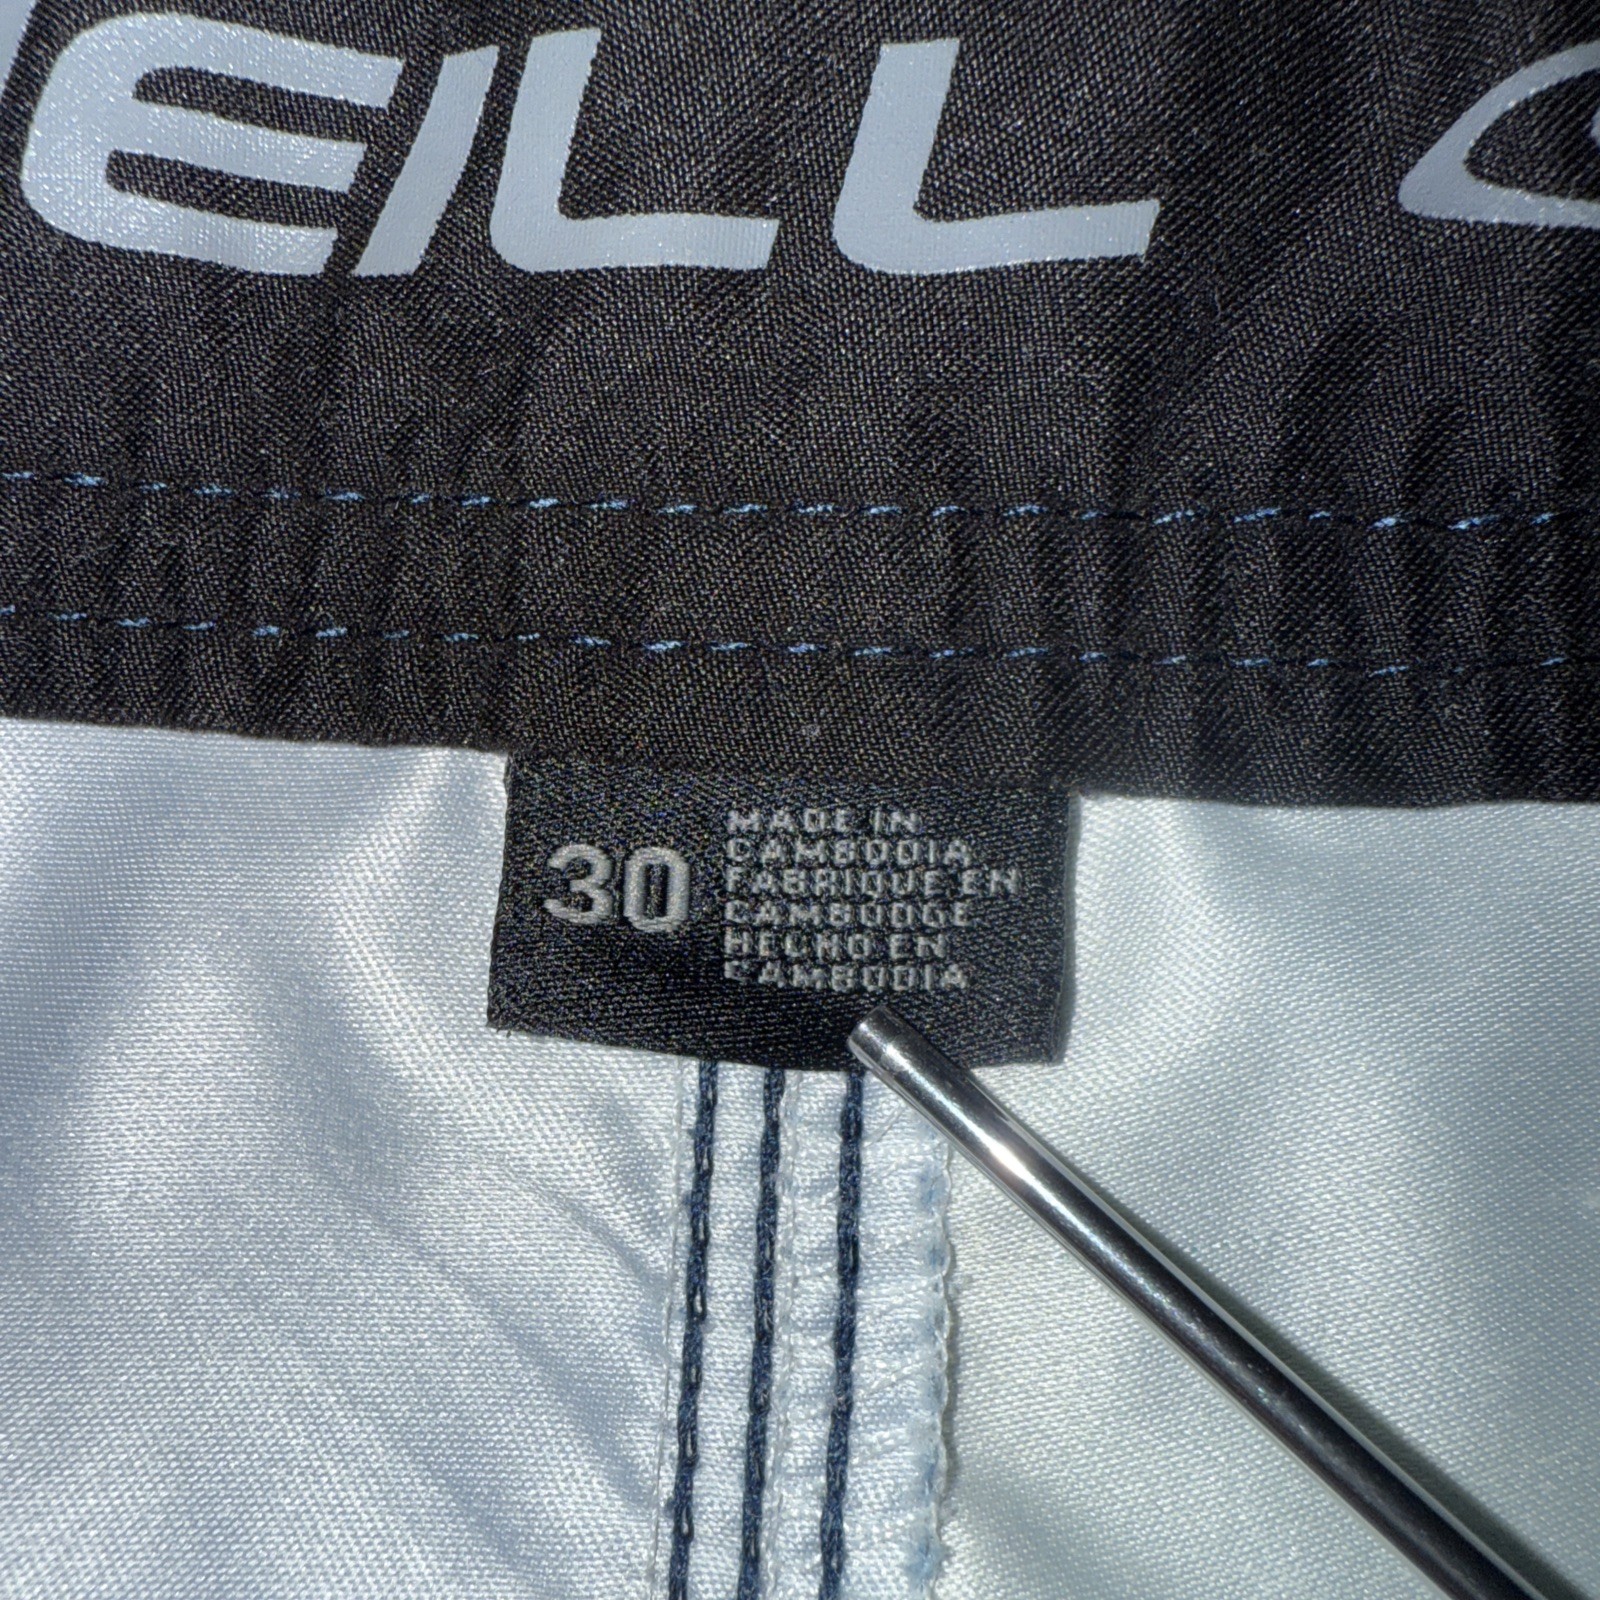 EILL
30
MADE IN
CAMBODIA
FABRIQUE EN
CAMBODGE
HECHO EN
CAMBODIA